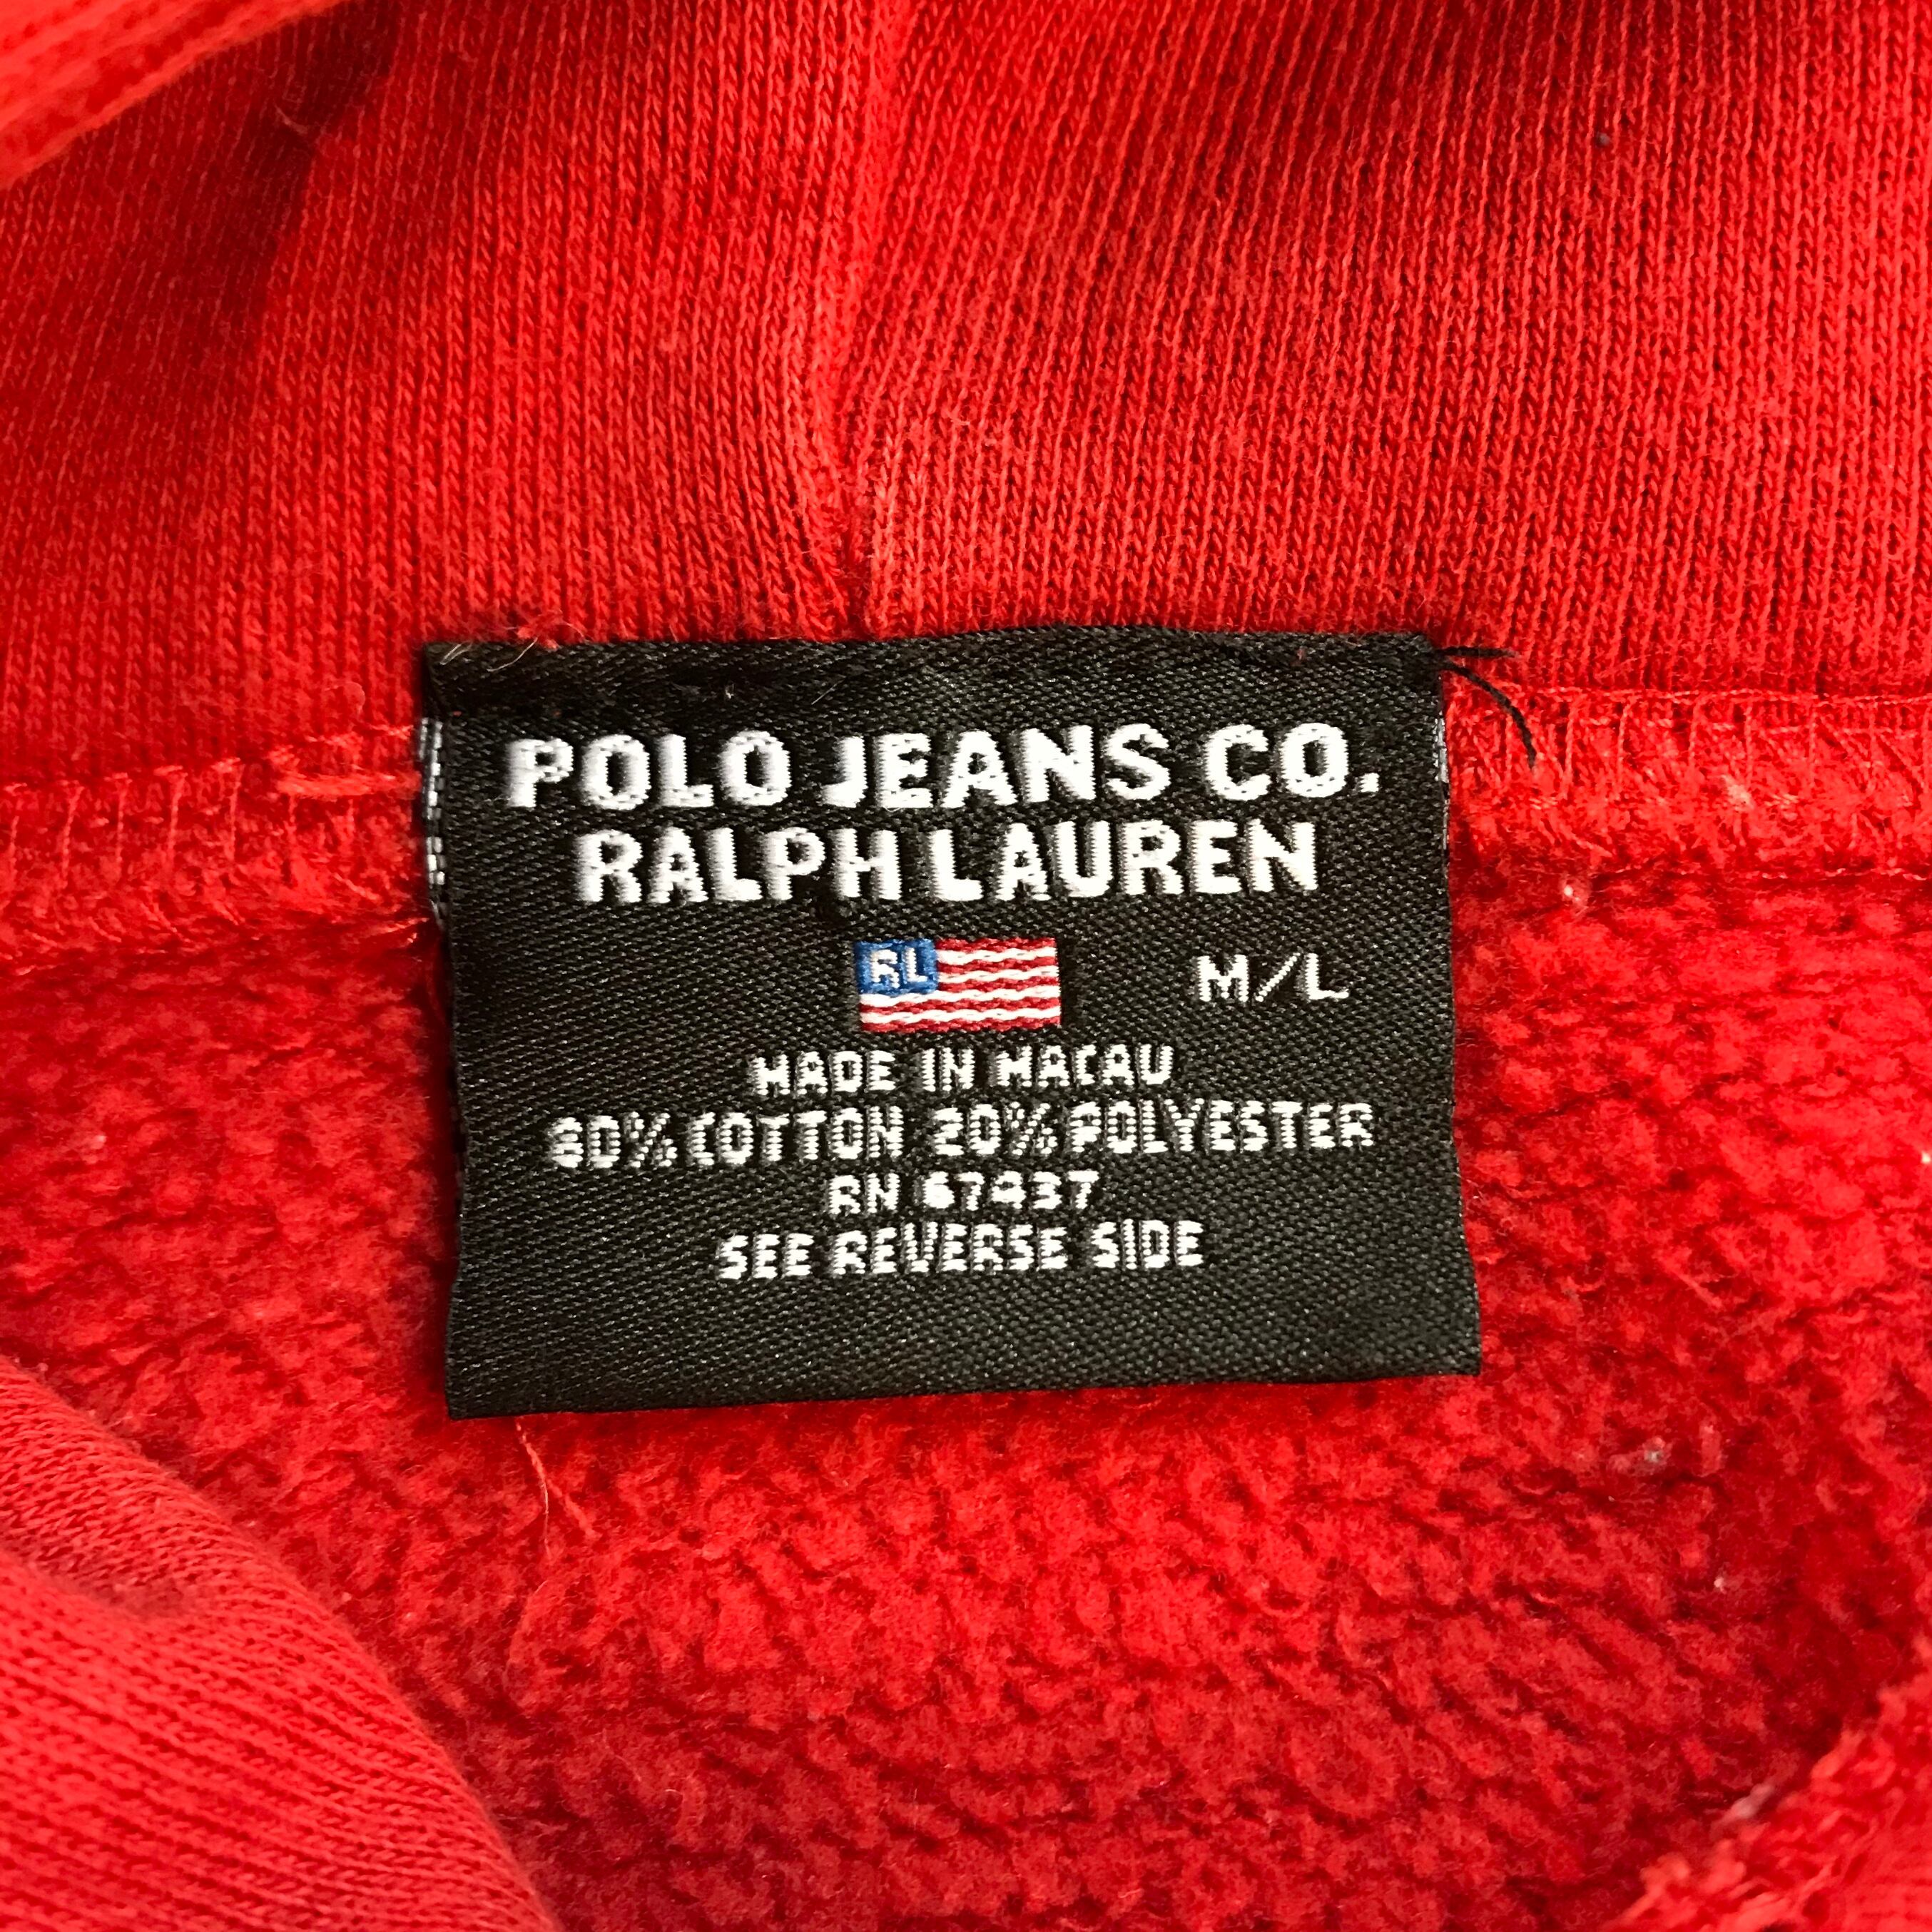 POLO JEANS CO.
RALPH LAUREN
RL M/L
MADE IN MACAU
80% COTTON 20% POLYESTER
RN 67437
SEE REVERSE SIDE